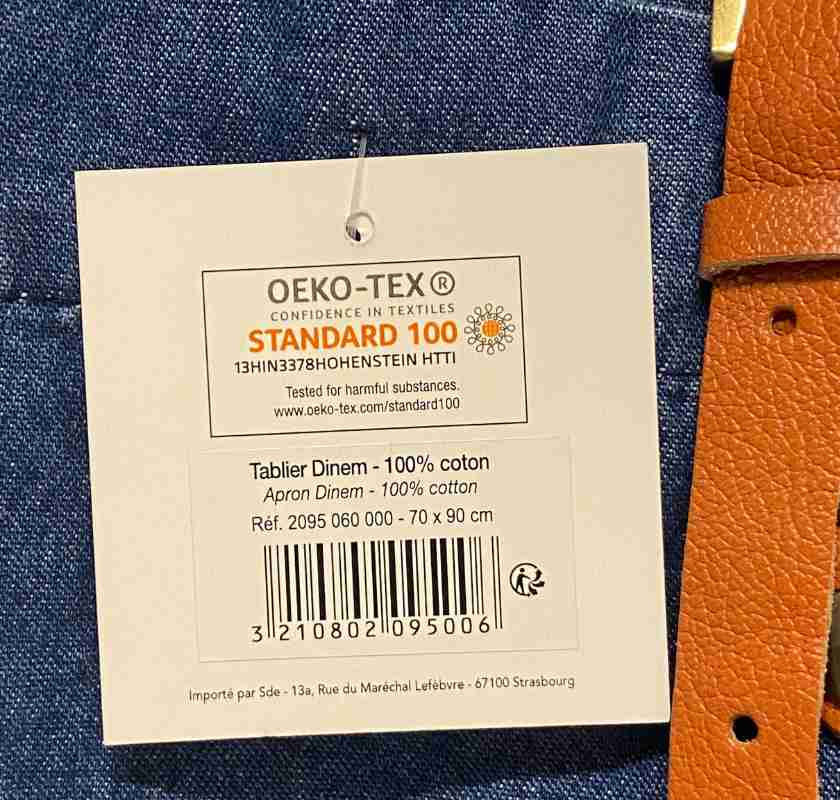 OEKO-TEX®
CONFIDENCE IN TEXTILES
STANDARD 100
13HIN3378HOHENSTEIN HTTI
Tested for harmful substances.
www.oeko-tex.com/standard100
Tablier Dinem - 100% coton
Apron Dinem - 100% cotton
Réf. 2095 060 000 - 70 x 90 cm
3 210802 095006
Importé par Sde - 13a, Rue du Maréchal Lefèbvre - 67100 Strasbourg